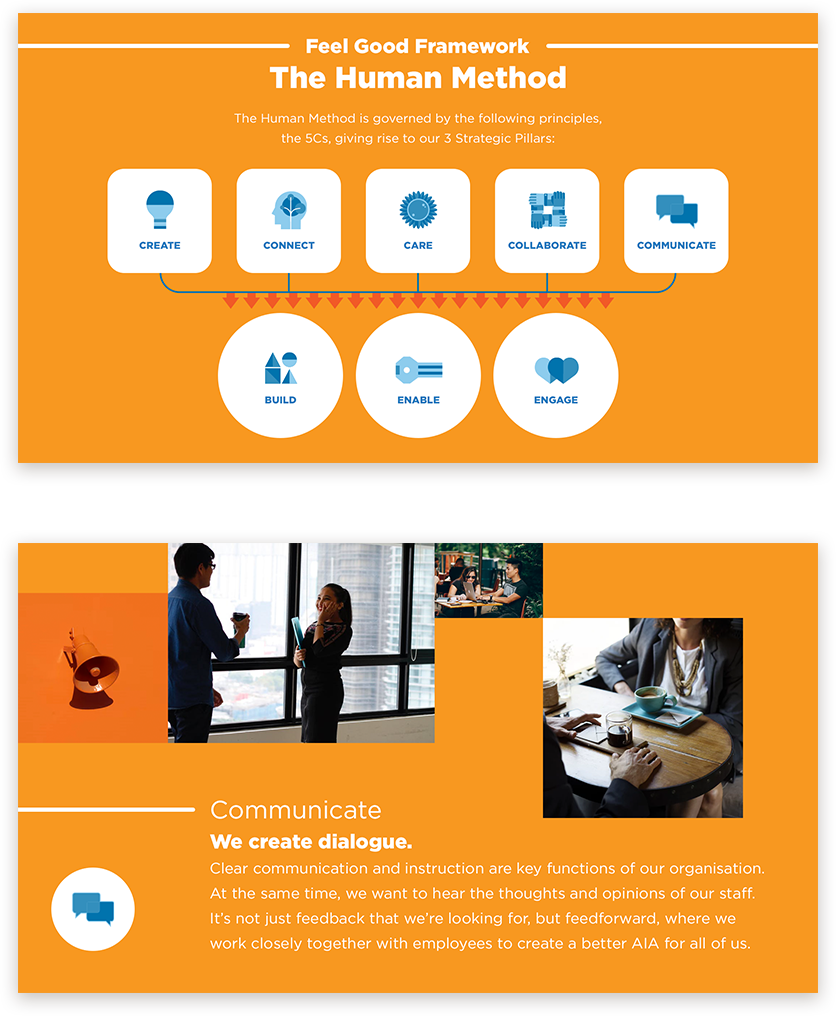 Feel Good Framework
The Human Method
The Human Method is governed by the following principles,
the 5Cs, giving rise to our 3 Strategic Pillars:
CREATE
CONNECT
CARE
COLLABORATE
COMMUNICATE
BUILD
ENABLE
ENGAGE
Communicate
We create dialogue.
Clear communication and instruction are key functions of our organisation.
At the same time, we want to hear the thoughts and opinions of our staff.
It’s not just feedback that we’re looking for, but feedforward, where we
work closely together with employees to create a better AIA for all of us.